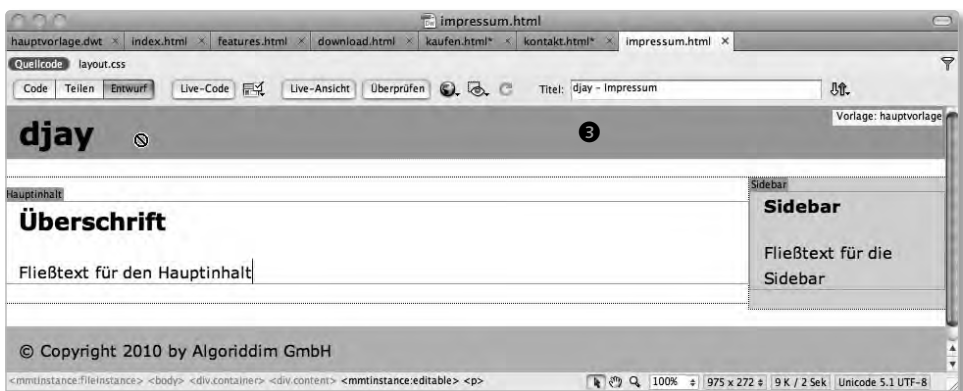 impressum.html
hauptvorlage.dwt × index.html × features.html × download.html × kaufen.html* × kontakt.html* × impressum.html ×
Quellcode layout.css
Code Teilen Entwurf Live-Code Live-Ansicht Überprüfen Titel: djay - Impressum
Vorlage: hauptvorlage
djay
3
Hauptinhalt
Überschrift
Fließtext für den Hauptinhalt
Sidebar
Sidebar
Fließtext für die
Sidebar
© Copyright 2010 by Algoriddim GmbH
<mmtinstance:fileinstance> <body> <div.container> <div.content> <mmtinstance:editable> <p> 100% 975 x 272 9 K / 2 Sek Unicode 5.1 UTF-8